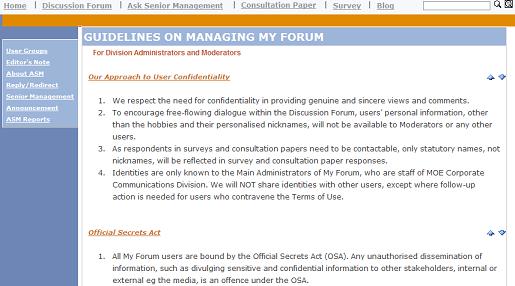 Home | Discussion Forum | Ask Senior Management | Consultation Paper | Survey | Blog
GUIDELINES ON MANAGING MY FORUM
For Division Administrators and Moderators
User Groups
Editor's Note
About ASM
Reply/Redirect
Senior Management
Announcement
ASM Reports
Our Approach to User Confidentiality
1. We respect the need for confidentiality in providing genuine and sincere views and comments.
2. To encourage free-flowing dialogue within the Discussion Forum, users' personal information, other
than the hobbies and their personalised nicknames, will not be available to Moderators or any other
users.
3. As respondents in surveys and consultation papers need to be contactable, only statutory names, not
nicknames, will be reflected in survey and consultation paper responses.
4. Identities are only known to the Main Administrators of My Forum, who are staff of MOE Corporate
Communications Division. We will NOT share identities with other users, except where follow-up
action is needed for users who contravene the Terms of Use.
Official Secrets Act
1. All My Forum users are bound by the Official Secrets Act (OSA). Any unauthorised dissemination of
information, such as divulging sensitive and confidential information to other stakeholders, internal or
external eg the media, is an offence under the OSA.